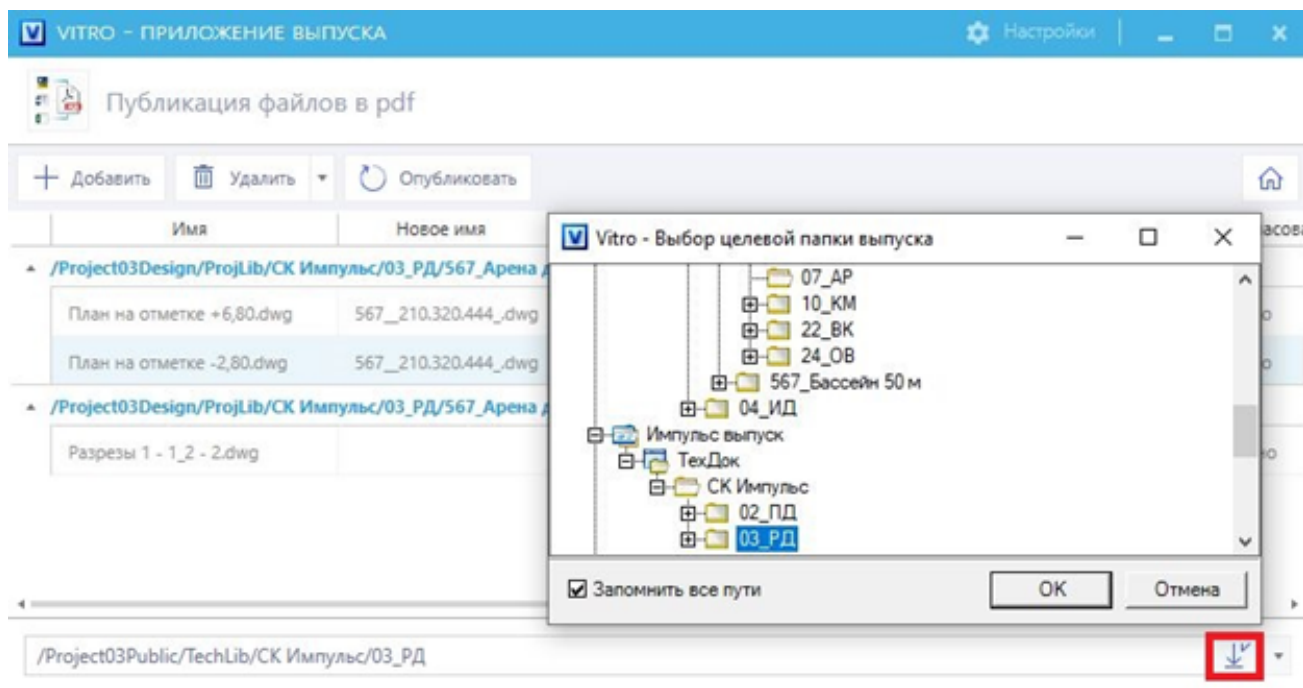 VITRO - ПРИЛОЖЕНИЕ ВЫПУСКА
Настройки
Публикация файлов в pdf
Добавить
Удалить
Опубликовать
Имя
Новое имя
/Project03Design/ProjLib/СК Импульс/03_РД/567_Арена
План на отметке +6,80.dwg
567__210.320.444_.dwg
План на отметке -2,80.dwg
567__210.320.444_.dwg
/Project03Design/ProjLib/СК Импульс/03_РД/567_Арена
Разрезы 1 - 1_2 - 2.dwg
Vitro - Выбор целевой папки выпуска
07_АР
10_КМ
22_ВК
24_ОВ
567_Бассейн 50 м
04_ИД
Импульс выпуск
ТехДок
СК Импульс
02_ПД
03_РД
Запомнить все пути
ОК
Отмена
/Project03Public/TechLib/СК Импульс/03_РД